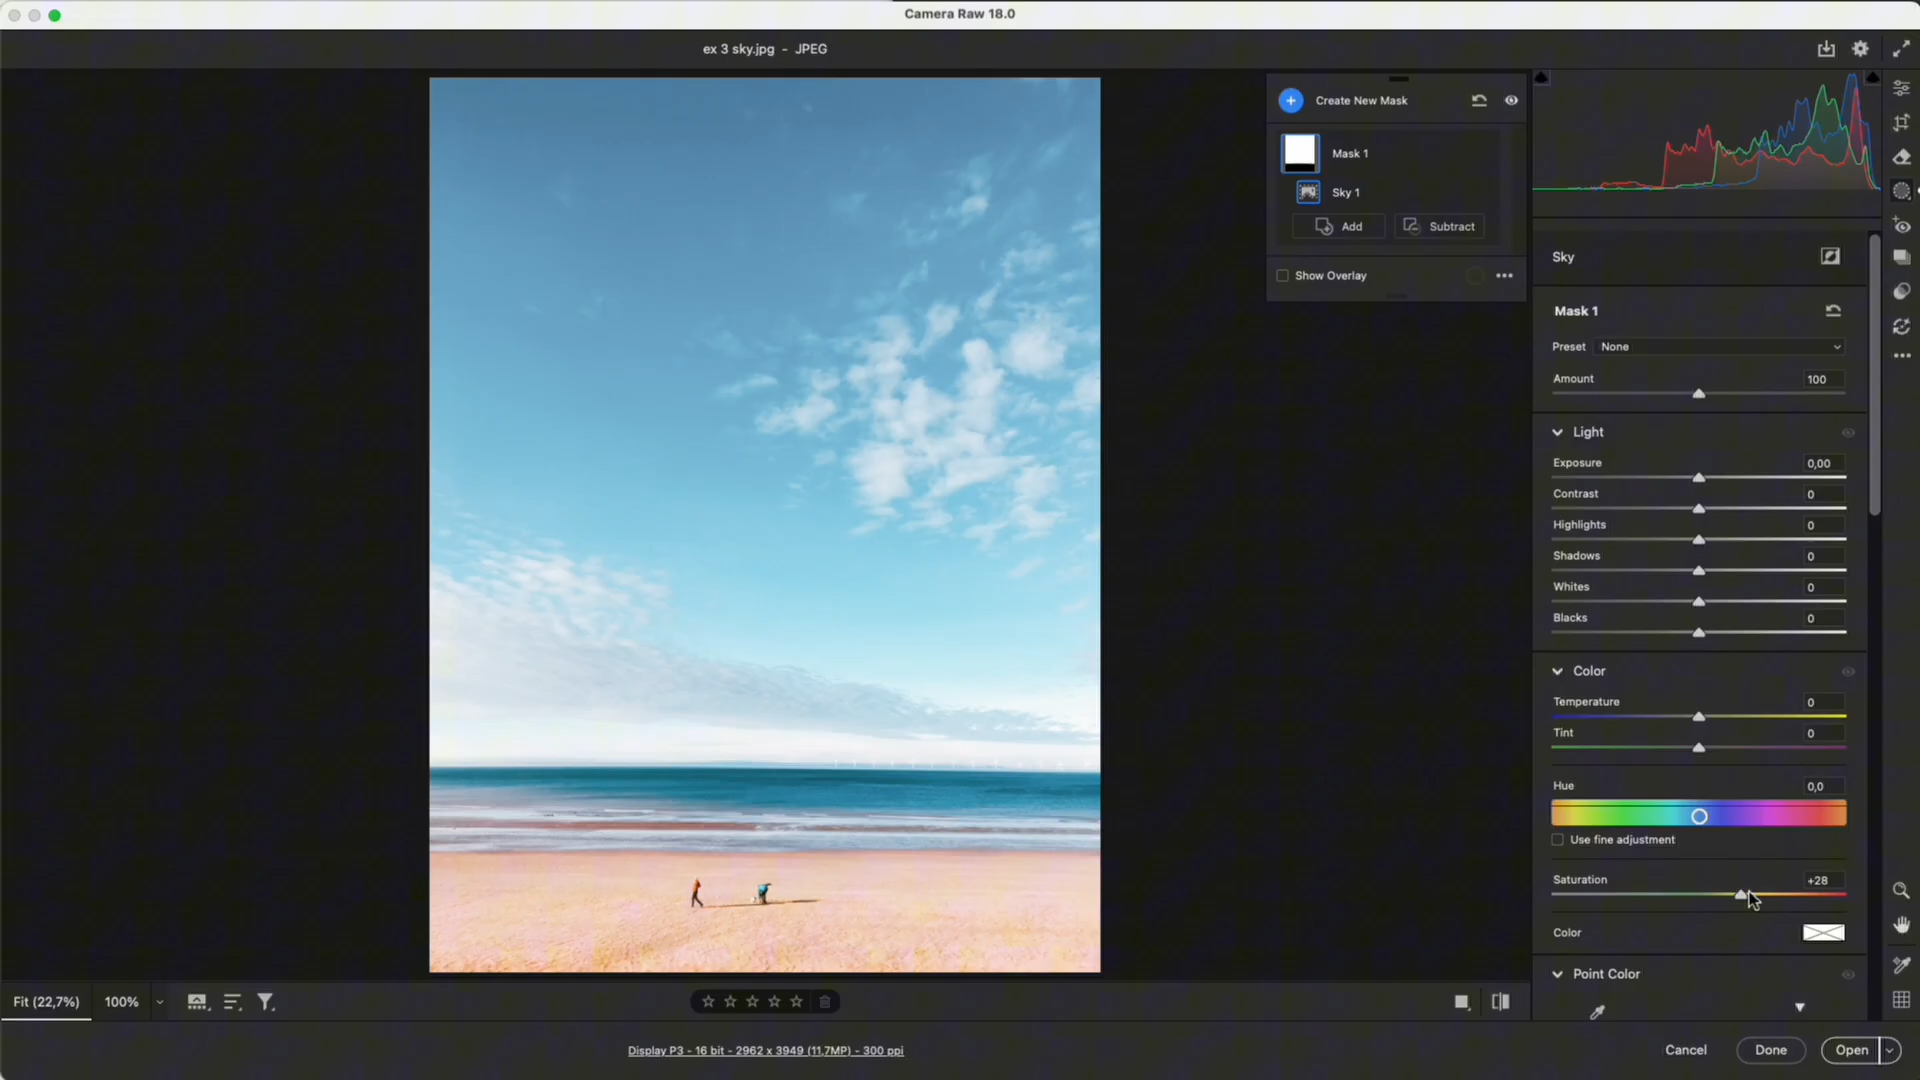 Camera Raw 18.0
ex 3 sky.jpg - JPEG
Create New Mask
Mask 1
Sky 1
Add
Subtract
Show Overlay
Sky
Mask 1
Preset None
Amount 100
Light
Exposure 0,00
Contrast 0
Highlights 0
Shadows 0
Whites 0
Blacks 0
Color
Temperature 0
Tint 0
Hue 0,0
Use fine adjustment
Saturation +28
Color
Point Color
Fit (22,7%) 100%
Display P3 - 16 bit - 2962 x 3949 (11,7MP) - 300 ppi
Cancel Done Open